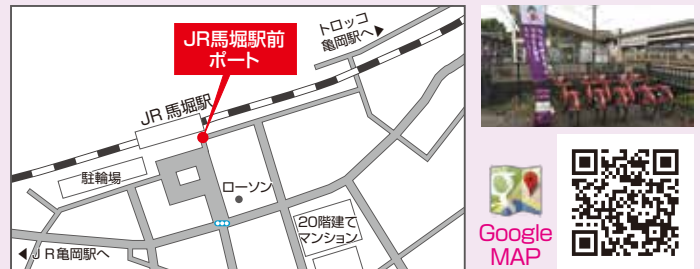 JR馬堀駅前
ポート
トロッコ
亀岡駅へ▶
JR 馬堀駅
駐輪場
ローソン
20階建て
マンション
◀JR亀岡駅へ
Google
MAP